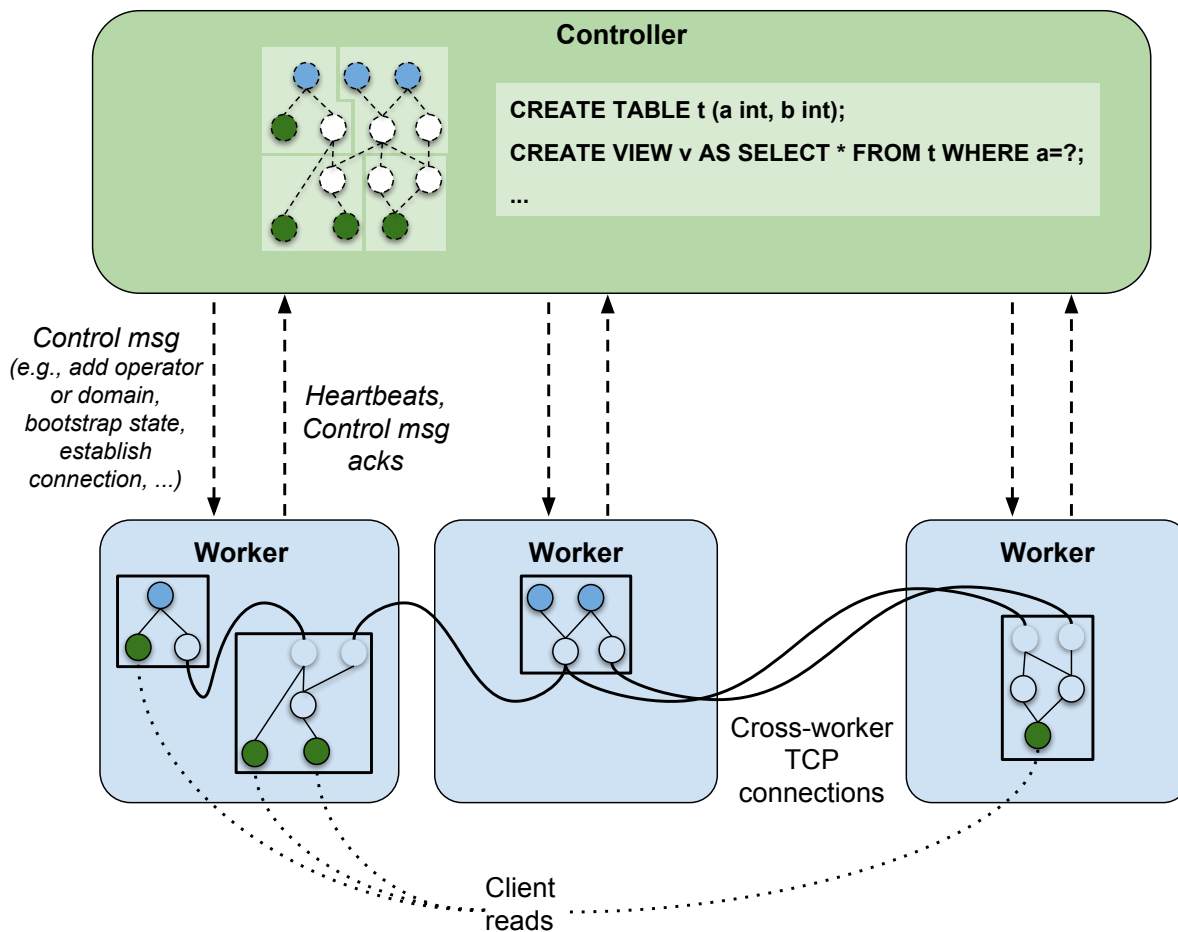 Controller
CREATE TABLE t (a int, b int);
CREATE VIEW v AS SELECT * FROM t WHERE a=?;
...
Control msg
(e.g., add operator
or domain,
bootstrap state,
establish
connection, ...)
Heartbeats,
Control msg
acks
Worker
Worker
Worker
Cross-worker
TCP
connections
Client
reads